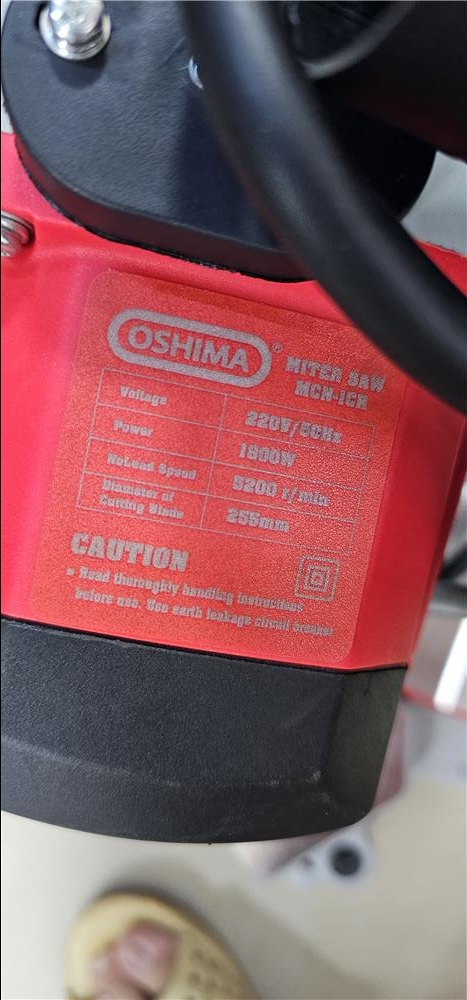 OSHIMA®
MITER SAW
MCN-1CH
Voltage 220V/50Hz
Power 1800W
NoLoad Speed 5200 r/min
Diameter of
Cutting Blade 255mm
CAUTION
» Read thoroughly handling instructions
before use. Use earth leakage circuit breaker